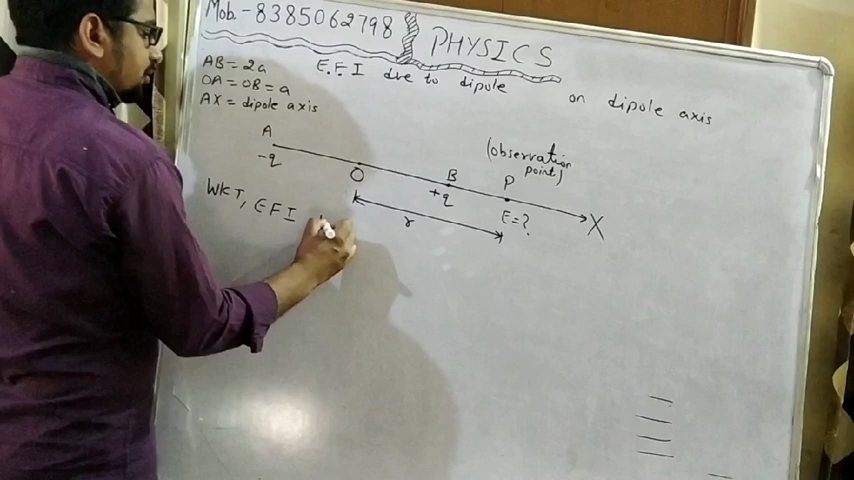 Mob.-8385062798
PHYSICS
E.F.I due to dipole on dipole axis
AB = 2a
OA = OB = a
AX = dipole axis
A
-q
O
B
+q
(observation
point)
P
E=?
X
r
WKT, EFI